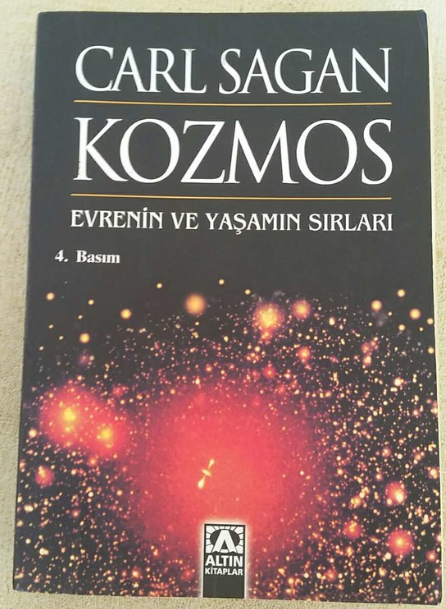 CARL SAGAN
KOZMOS
EVRENİN VE YAŞAMIN SIRLARI
4. Basım
ALTIN
KİTAPLAR